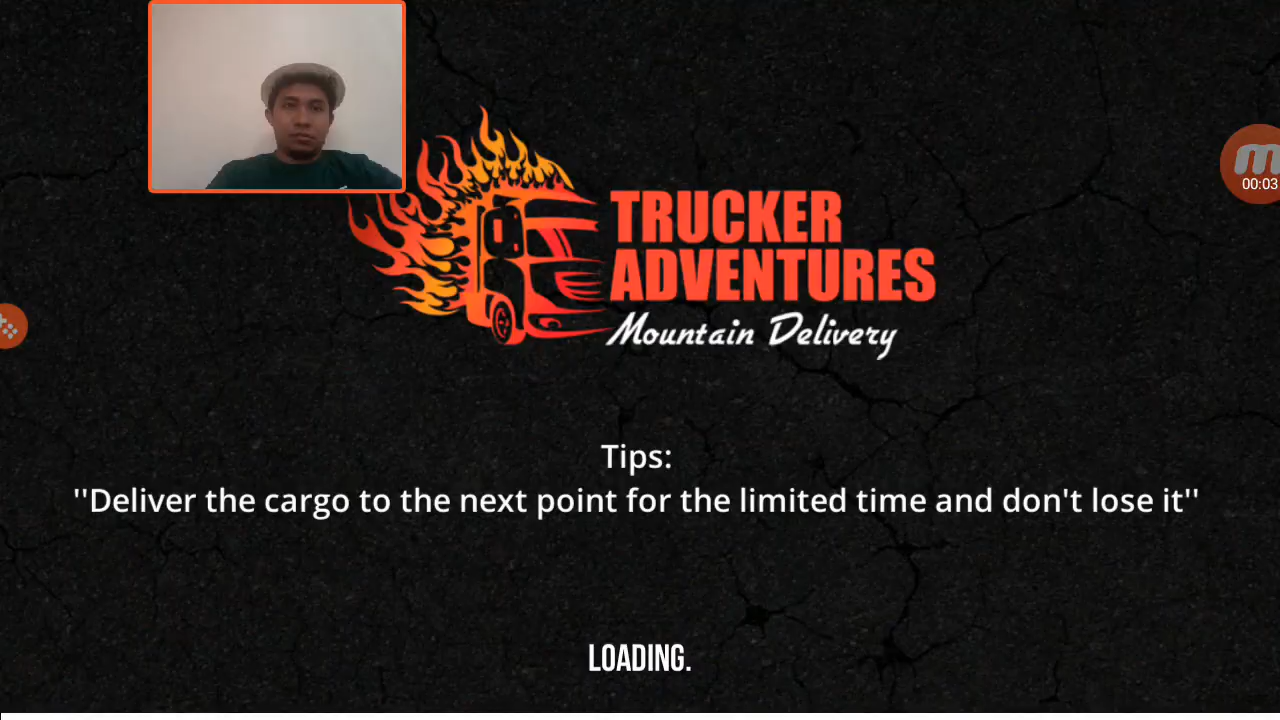 00:03
TRUCKER
ADVENTURES
Mountain Delivery
Tips:
''Deliver the cargo to the next point for the limited time and don't lose it''
LOADING.